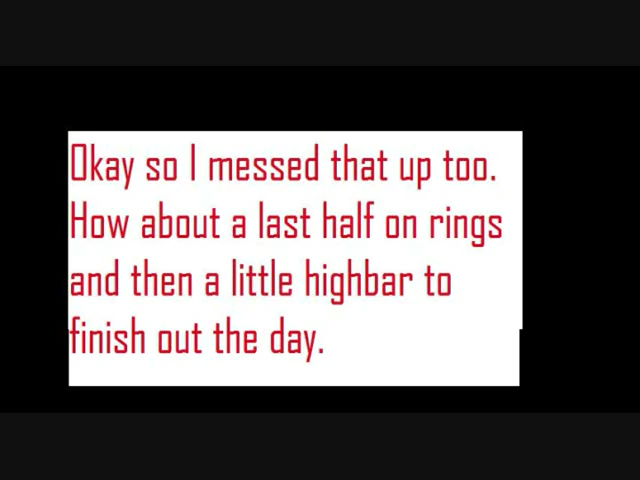 Okay so I messed that up too.
How about a last half on rings
and then a little highbar to
finish out the day.